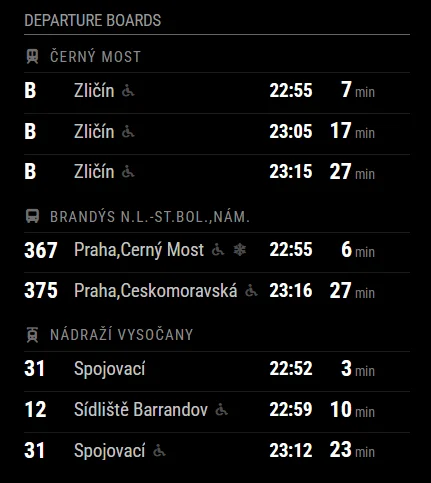 DEPARTURE BOARDS
ČERNÝ MOST
B Zličín 22:55 7 min
B Zličín 23:05 17 min
B Zličín 23:15 27 min
BRANDÝS N.L.-ST.BOL.,NÁM.
367 Praha,Cerný Most 22:55 6 min
375 Praha,Ceskomoravská 23:16 27 min
NÁDRAŽÍ VYSOČANY
31 Spojovací 22:52 3 min
12 Sídliště Barrandov 22:59 10 min
31 Spojovací 23:12 23 min